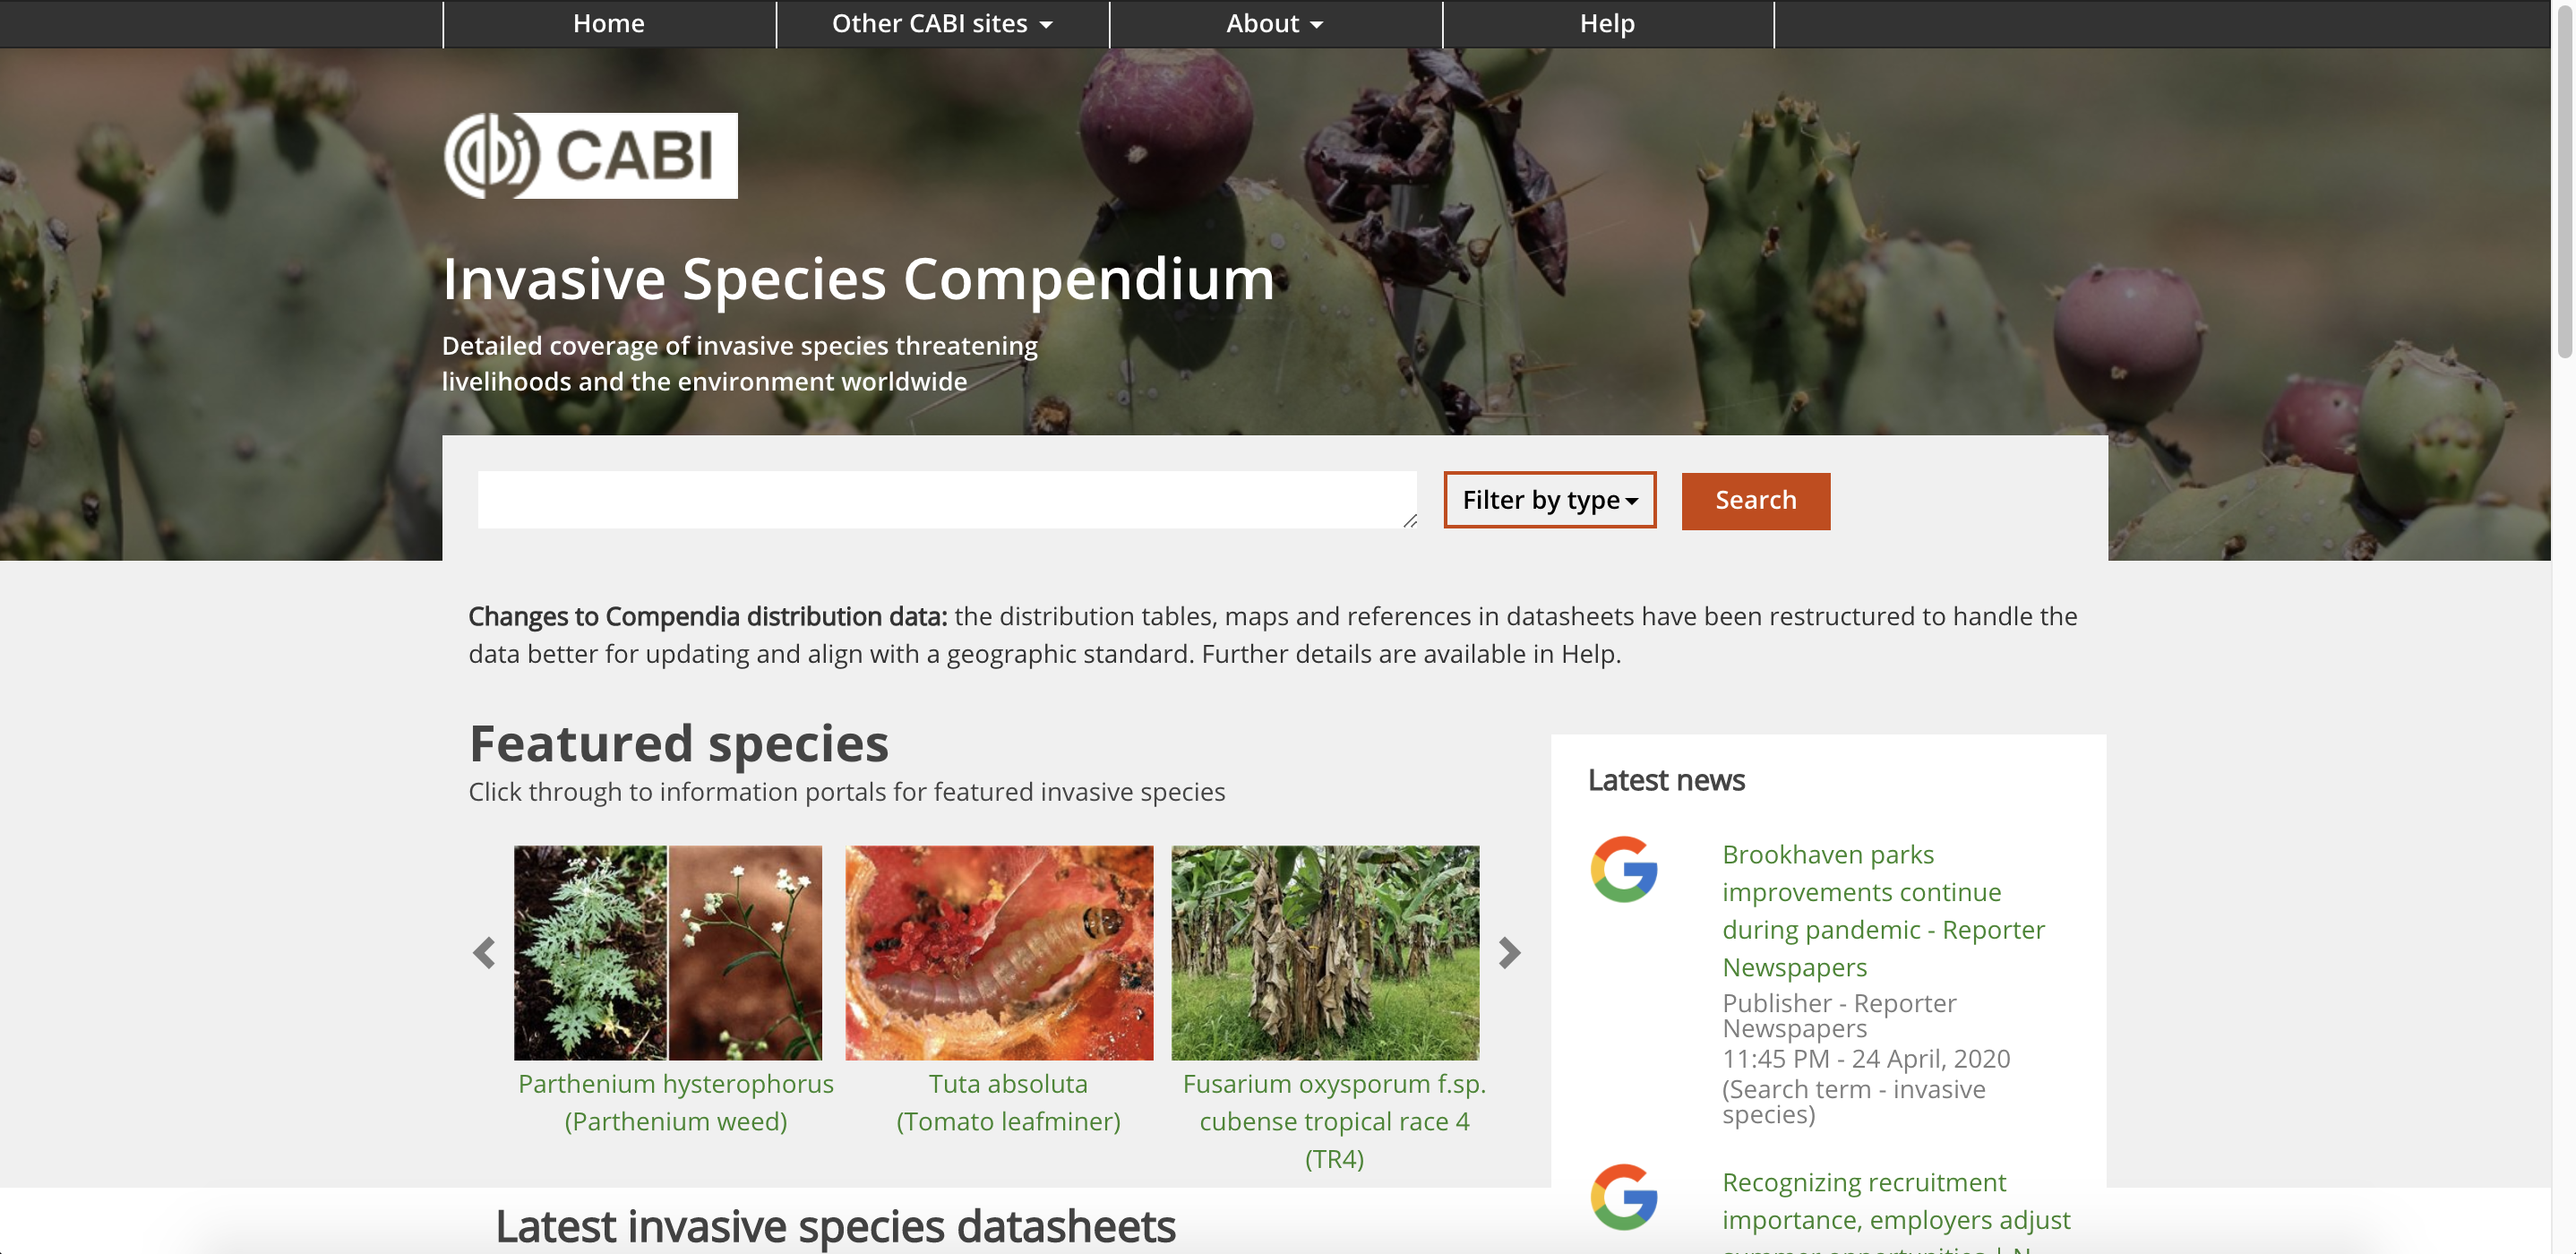 Home
Other CABI sites
About
Help
CABI
Invasive Species Compendium
Detailed coverage of invasive species threatening
livelihoods and the environment worldwide
Filter by type
Search
Changes to Compendia distribution data: the distribution tables, maps and references in datasheets have been restructured to handle the
data better for updating and align with a geographic standard. Further details are available in Help.
Featured species
Click through to information portals for featured invasive species
Parthenium hysterophorus
(Parthenium weed)
Tuta absoluta
(Tomato leafminer)
Fusarium oxysporum f.sp.
cubense tropical race 4
(TR4)
Latest news
Brookhaven parks
improvements continue
during pandemic - Reporter
Newspapers
Publisher - Reporter
Newspapers
11:45 PM - 24 April, 2020
(Search term - invasive
species)
Recognizing recruitment
importance, employers adjust
Latest invasive species datasheets